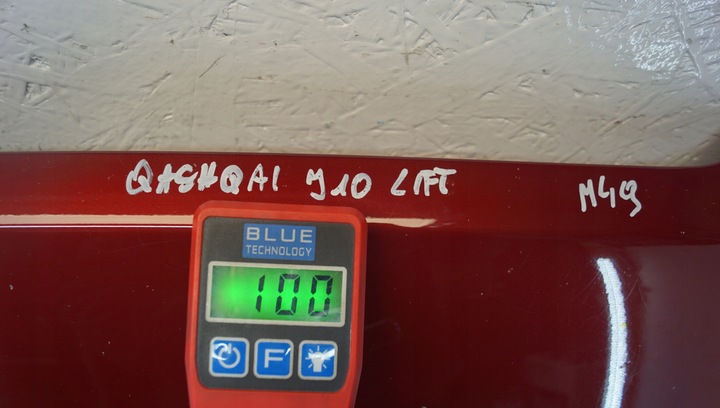 QASHQAI J10 LIFT M49
BLUE
TECHNOLOGY
100
F